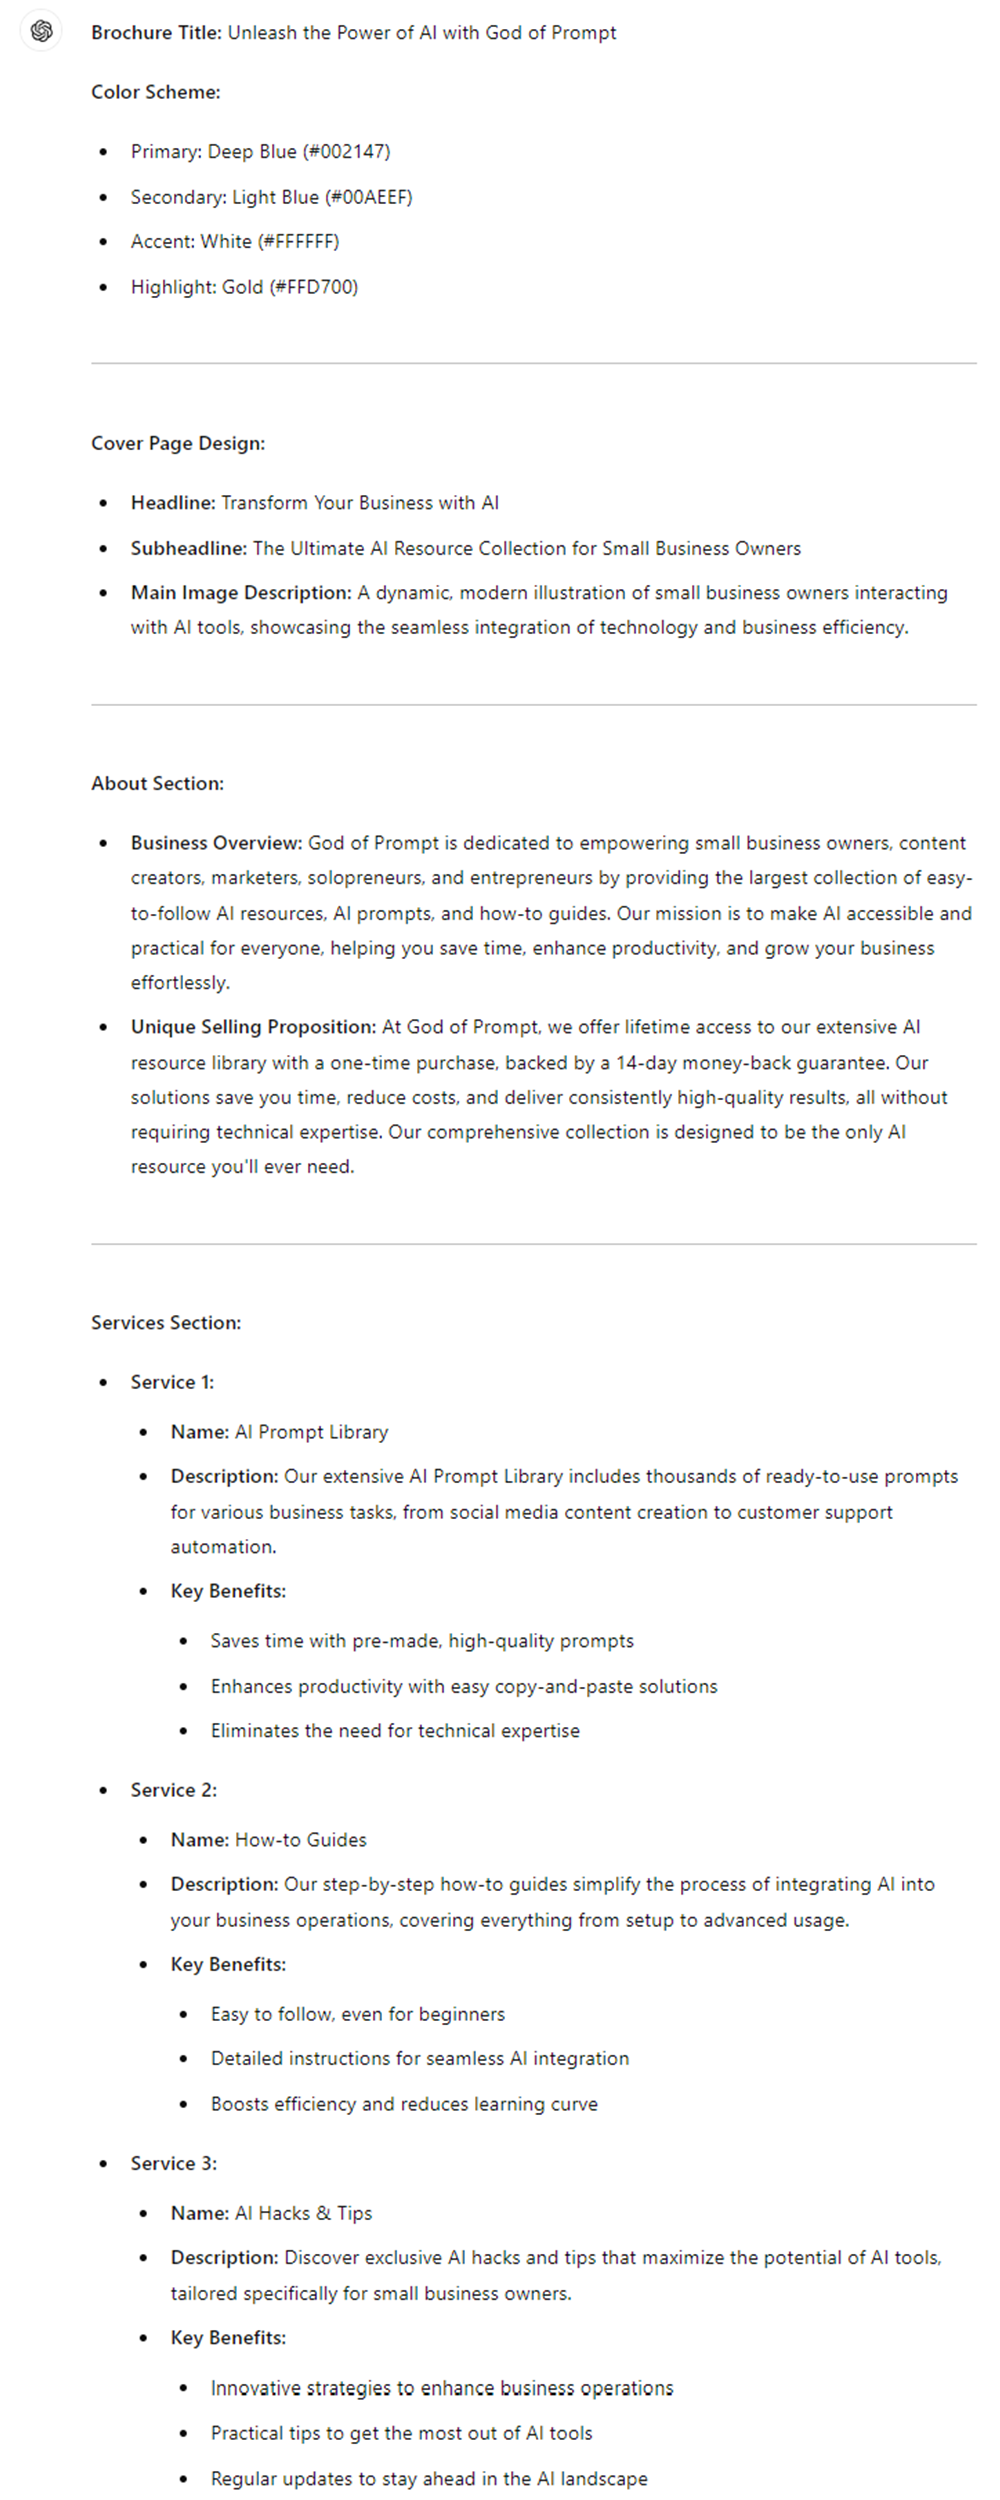 Brochure Title: Unleash the Power of AI with God of Prompt
Color Scheme:
Primary: Deep Blue (#002147)
Secondary: Light Blue (#00AEEF)
Accent: White (#FFFFFF)
Highlight: Gold (#FFD700)
Cover Page Design:
Headline: Transform Your Business with AI
Subheadline: The Ultimate AI Resource Collection for Small Business Owners
Main Image Description: A dynamic, modern illustration of small business owners interacting
with AI tools, showcasing the seamless integration of technology and business efficiency.
About Section:
Business Overview: God of Prompt is dedicated to empowering small business owners, content
creators, marketers, solopreneurs, and entrepreneurs by providing the largest collection of easy-
to-follow AI resources, AI prompts, and how-to guides. Our mission is to make AI accessible and
practical for everyone, helping you save time, enhance productivity, and grow your business
effortlessly.
Unique Selling Proposition: At God of Prompt, we offer lifetime access to our extensive AI
resource library with a one-time purchase, backed by a 14-day money-back guarantee. Our
solutions save you time, reduce costs, and deliver consistently high-quality results, all without
requiring technical expertise. Our comprehensive collection is designed to be the only AI
resource you'll ever need.
Services Section:
Service 1:
Name: AI Prompt Library
Description: Our extensive AI Prompt Library includes thousands of ready-to-use prompts
for various business tasks, from social media content creation to customer support
automation.
Key Benefits:
Saves time with pre-made, high-quality prompts
Enhances productivity with easy copy-and-paste solutions
Eliminates the need for technical expertise
Service 2:
Name: How-to Guides
Description: Our step-by-step how-to guides simplify the process of integrating AI into
your business operations, covering everything from setup to advanced usage.
Key Benefits:
Easy to follow, even for beginners
Detailed instructions for seamless AI integration
Boosts efficiency and reduces learning curve
Service 3:
Name: AI Hacks & Tips
Description: Discover exclusive AI hacks and tips that maximize the potential of AI tools,
tailored specifically for small business owners.
Key Benefits:
Innovative strategies to enhance business operations
Practical tips to get the most out of AI tools
Regular updates to stay ahead in the AI landscape